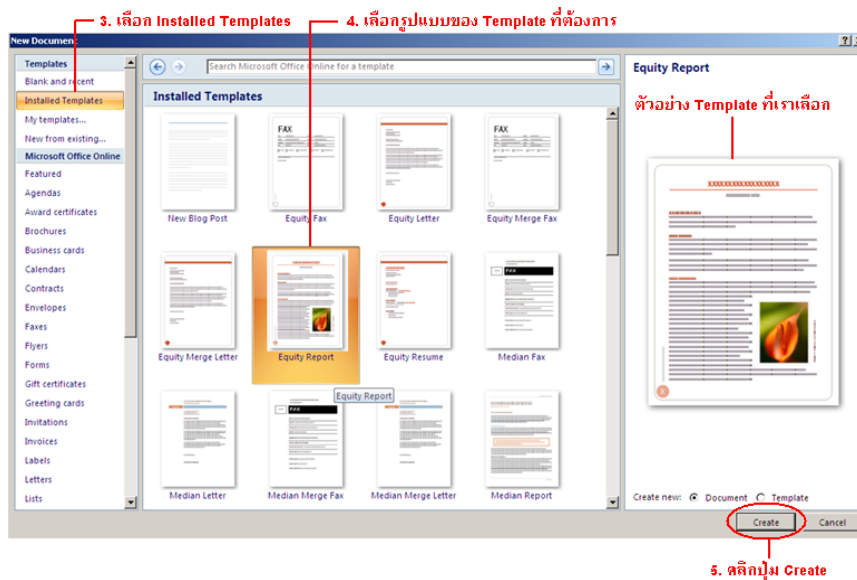 3. เลือก Installed Templates
4. เลือกรูปแบบของ Template ที่ต้องการ
New Document
Templates
Blank and recent
Installed Templates
My templates...
New from existing...
Microsoft Office Online
Featured
Agendas
Award certificates
Brochures
Business cards
Calendars
Contracts
Envelopes
Faxes
Flyers
Forms
Gift certificates
Greeting cards
Invitations
Invoices
Labels
Letters
Lists
Search Microsoft Office Online for a template
Installed Templates
FAX
FAX
New Blog Post
Equity Fax
Equity Letter
Equity Merge Fax
FAX
Equity Merge Letter
Equity Report
Equity Resume
Median Fax
Equity Report
FAX
Median Letter
Median Merge Fax
Median Merge Letter
Median Report
Equity Report
ตัวอย่าง Template ที่เราเลือก
XXXXXXXXXXXXXXXXXX
X
Create new: Document Template
Create
Cancel
5. คลิกปุ่ม Create